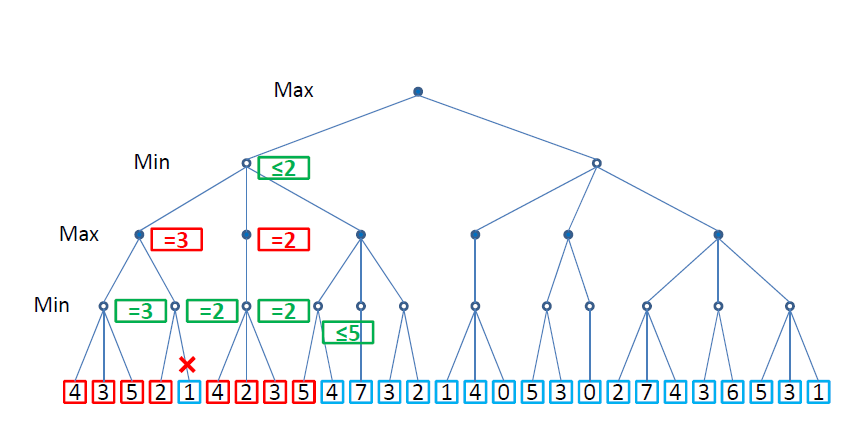 Max
Min ≤2
Max =3 =2
Min =3 =2 =2
≤5
4 3 5 2 1 4 2 3 5 4 7 3 2 1 4 0 5 3 0 2 7 4 3 6 5 3 1